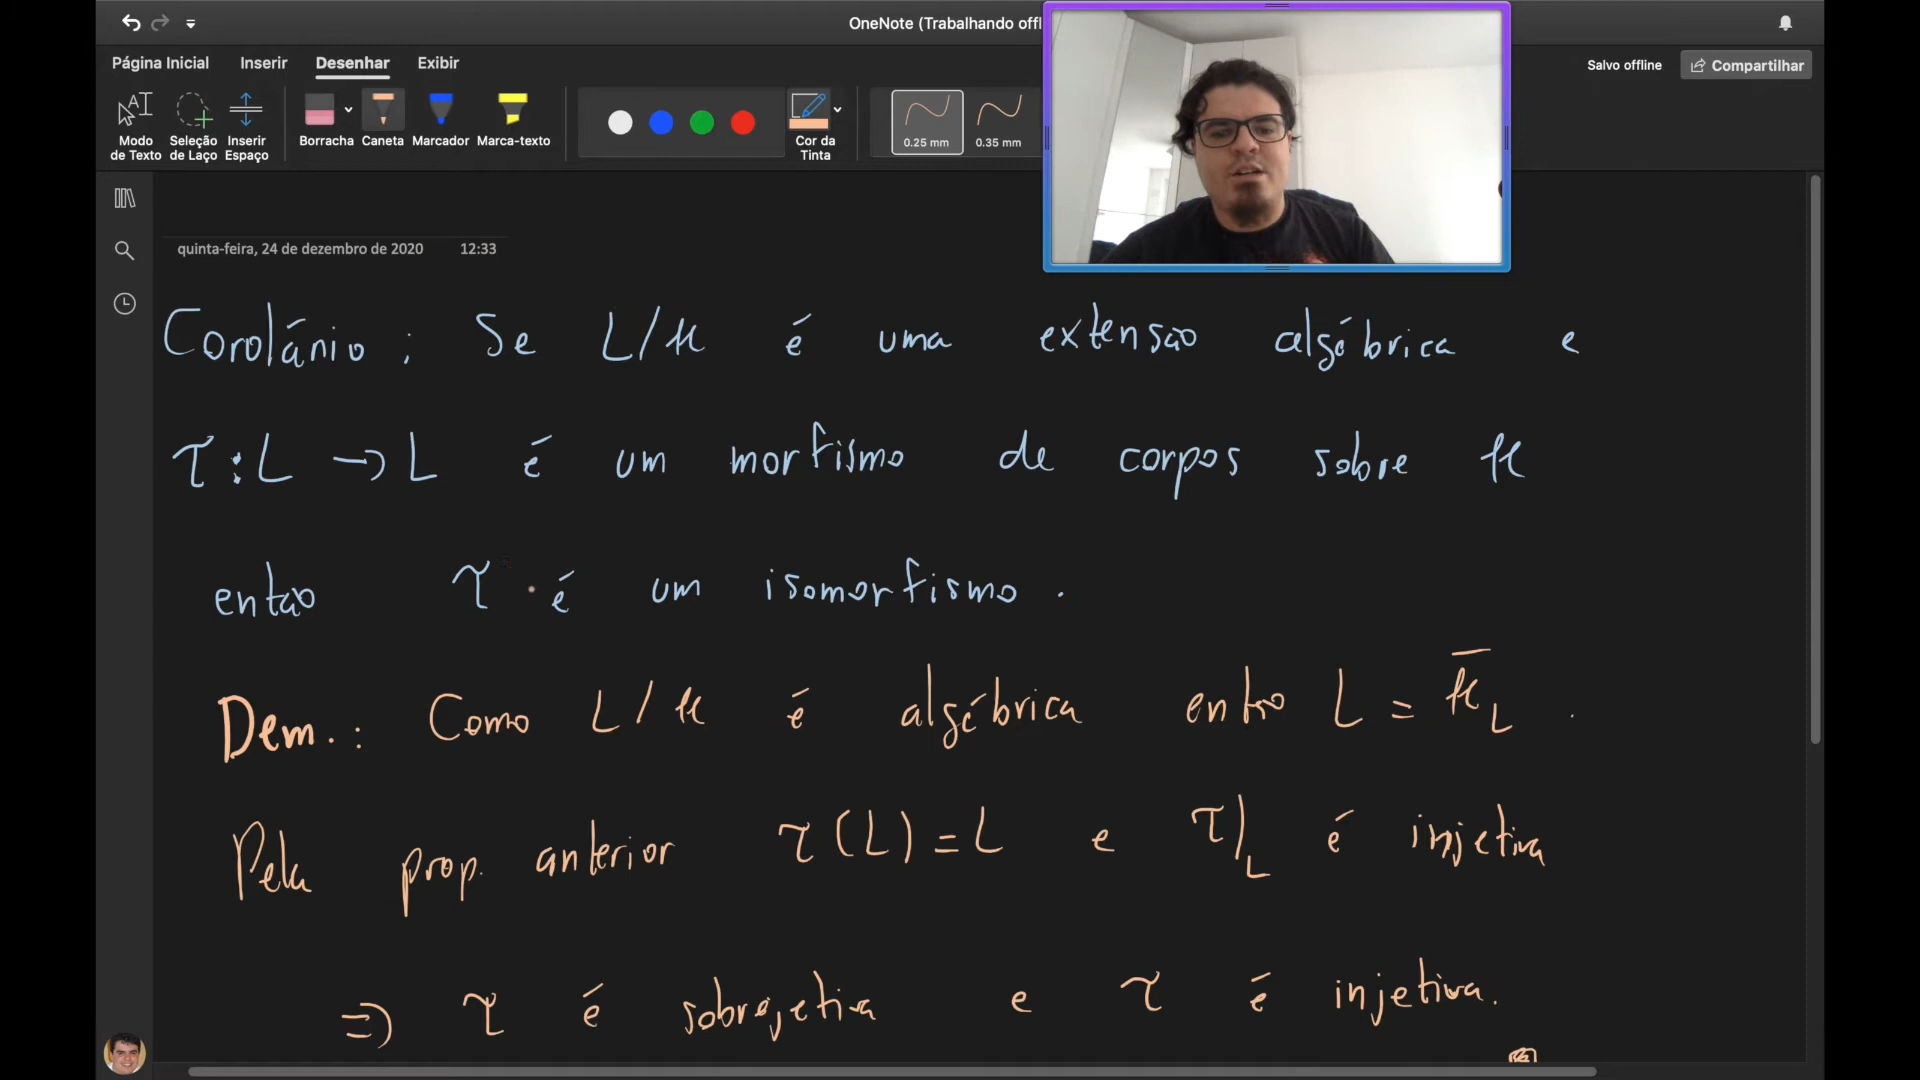 OneNote (Trabalhando offl
Página Inicial Inserir Desenhar Exibir
Salvo offline Compartilhar
Modo de Texto Seleção de Laço Inserir Espaço Borracha Caneta Marcador Marca-texto Cor da Tinta 0.25 mm 0.35 mm
quinta-feira, 24 de dezembro de 2020 12:33
Corolário: Se L/K é uma extensão algébrica e
τ: L → L é um morfismo de corpos sobre K
então τ é um isomorfismo.
Dem.: Como L/K é algébrica então L = K̅_L.
Pela prop. anterior τ(L) = L e τ|_L é injetiva
=> τ é sobrejetiva e τ é injetiva.